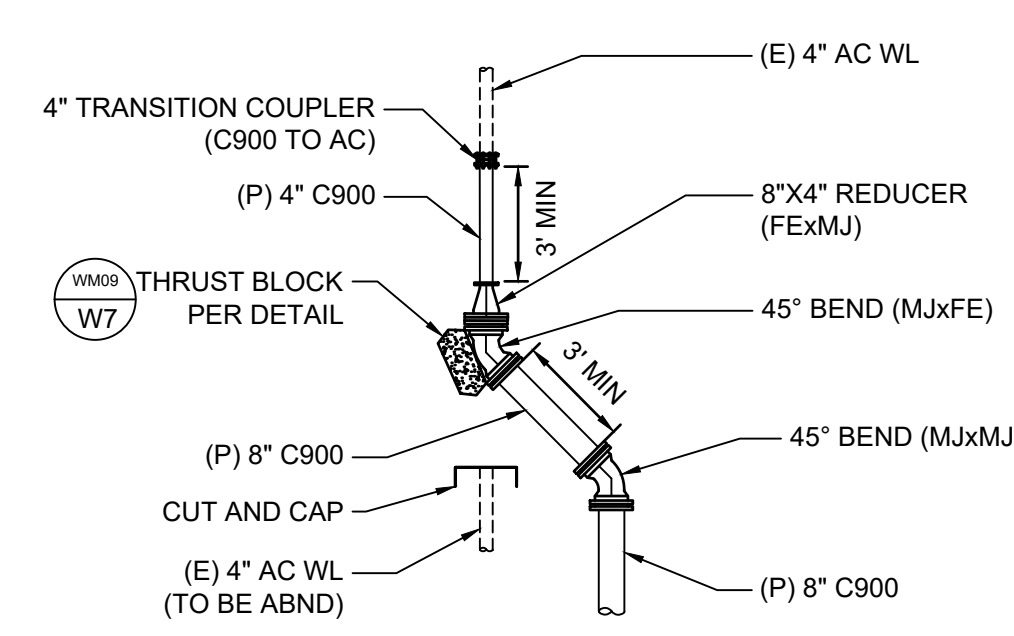 (E) 4" AC WL
4" TRANSITION COUPLER
(C900 TO AC)
(P) 4" C900
3' MIN
8"X4" REDUCER
(FExMJ)
WM09
W7
THRUST BLOCK
PER DETAIL
45° BEND (MJxFE)
3' MIN
(P) 8" C900
45° BEND (MJxMJ
CUT AND CAP
(E) 4" AC WL
(TO BE ABND)
(P) 8" C900